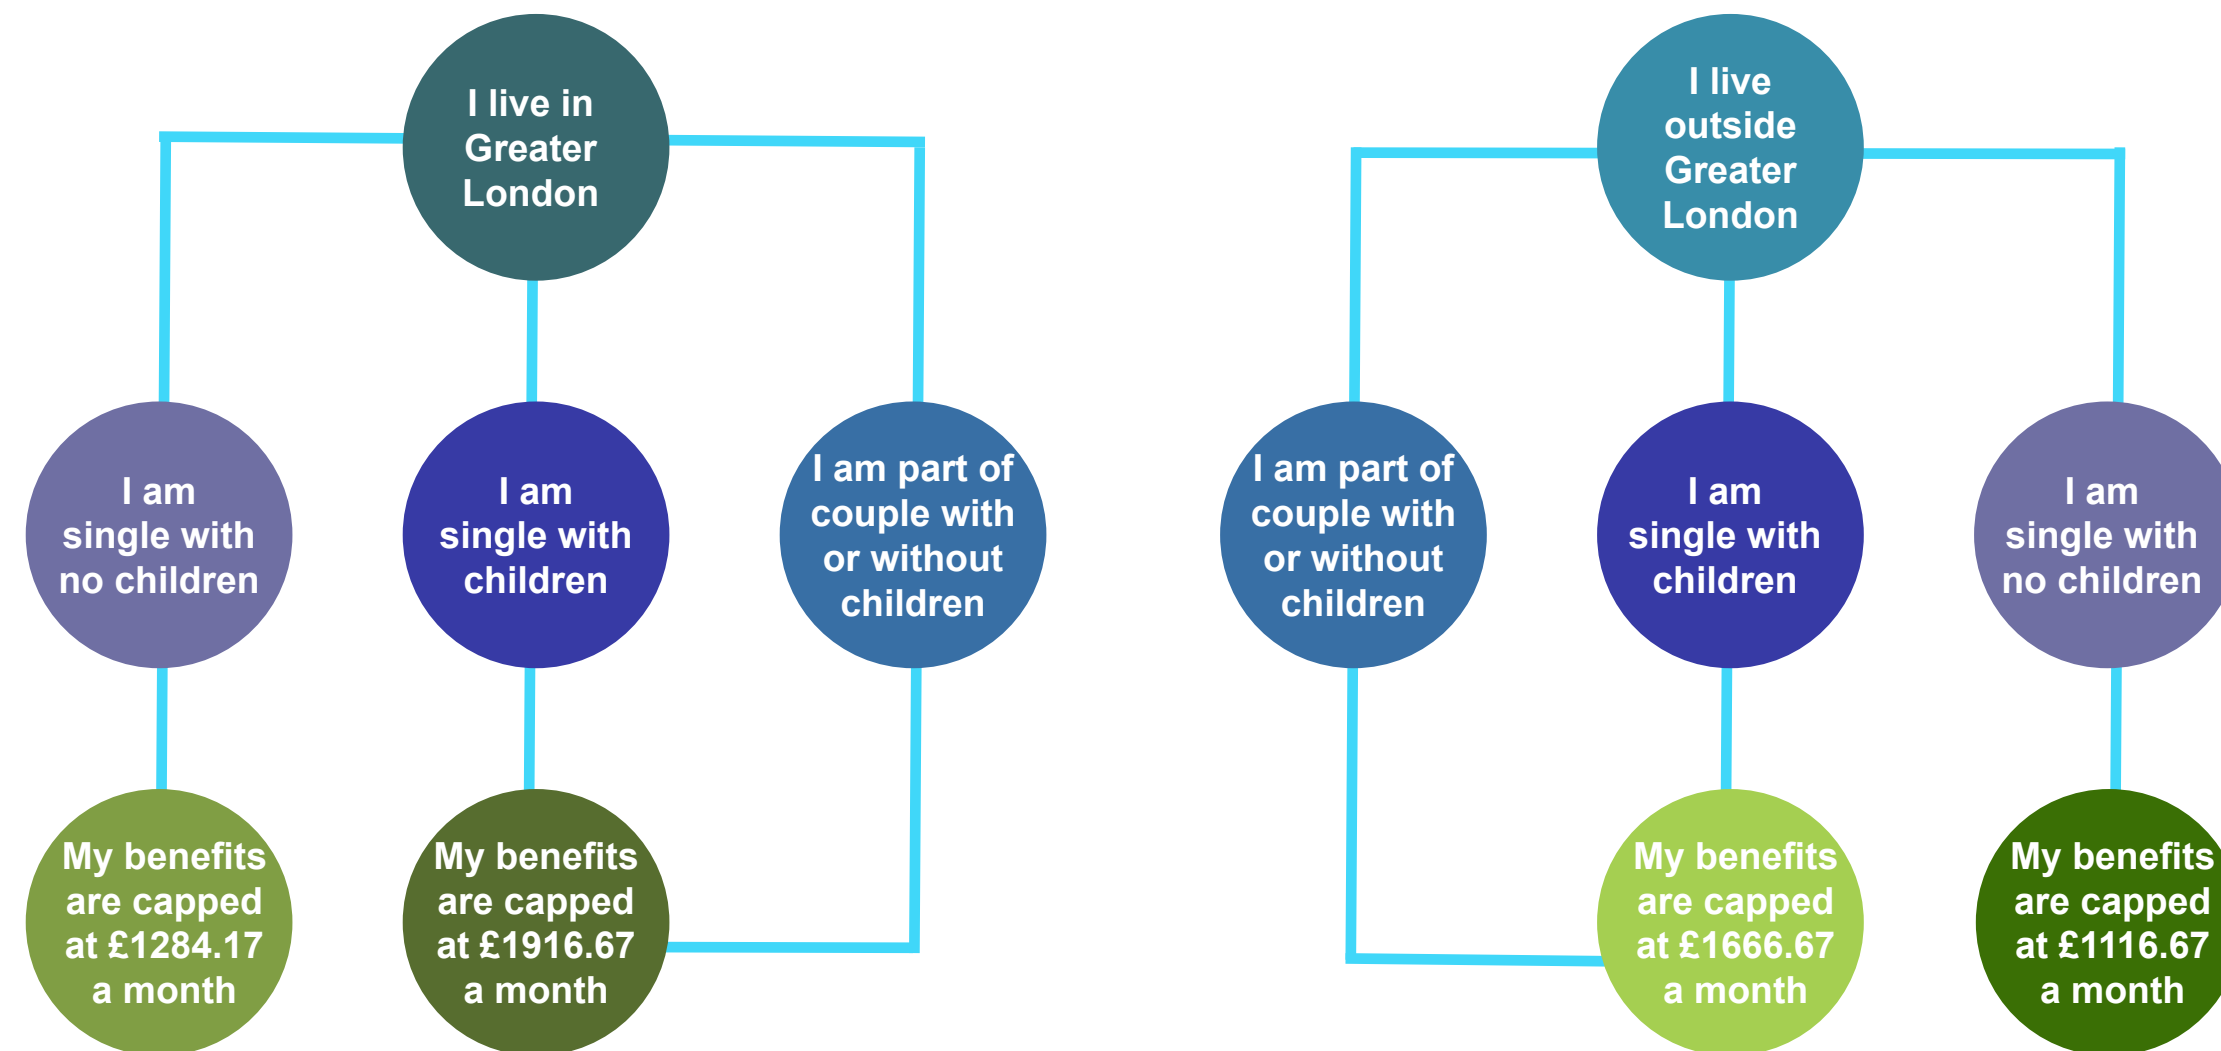 I live in
Greater
London
I live
outside
Greater
London
I am
single with
no children
I am
single with
children
I am part of
couple with
or without
children
I am part of
couple with
or without
children
I am
single with
children
I am
single with
no children
My benefits
are capped
at £1284.17
a month
My benefits
are capped
at £1916.67
a month
My benefits
are capped
at £1666.67
a month
My benefits
are capped
at £1116.67
a month